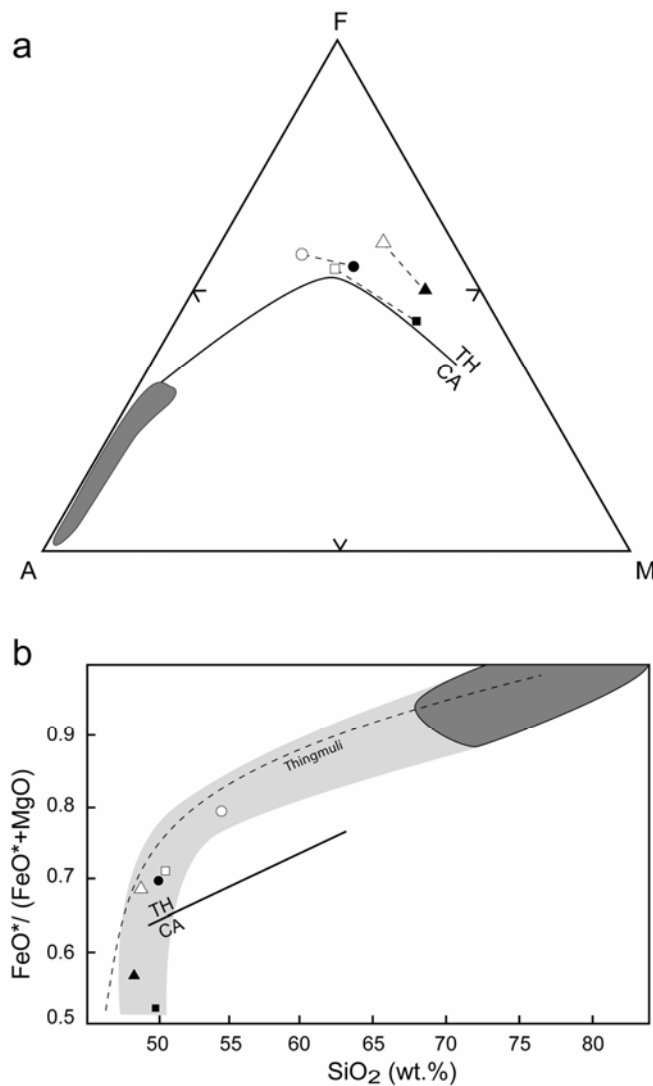 a
F
TH
CA
A
M
b
0.9
0.8
0.7
0.6
0.5
FeO*/ (FeO*+MgO)
Thingmuli
TH
CA
50
55
60
65
70
75
80
SiO₂ (wt.%)